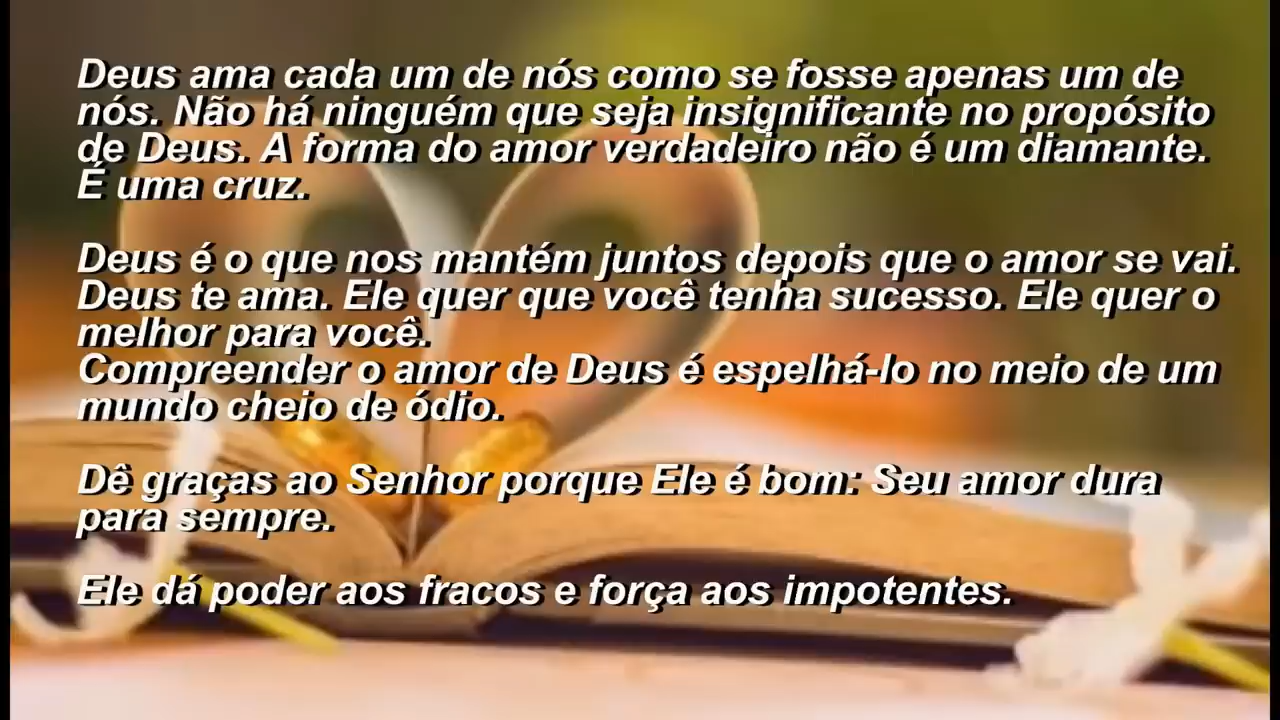 Deus ama cada um de nós como se fosse apenas um de
nós. Não há ninguém que seja insignificante no propósito
de Deus. A forma do amor verdadeiro não é um diamante.
É uma cruz.
Deus é o que nos mantém juntos depois que o amor se vai.
Deus te ama. Ele quer que você tenha sucesso. Ele quer o
melhor para você.
Compreender o amor de Deus é espelhá-lo no meio de um
mundo cheio de ódio.
Dê graças ao Senhor porque Ele é bom: Seu amor dura
para sempre.
Ele dá poder aos fracos e força aos impotentes.